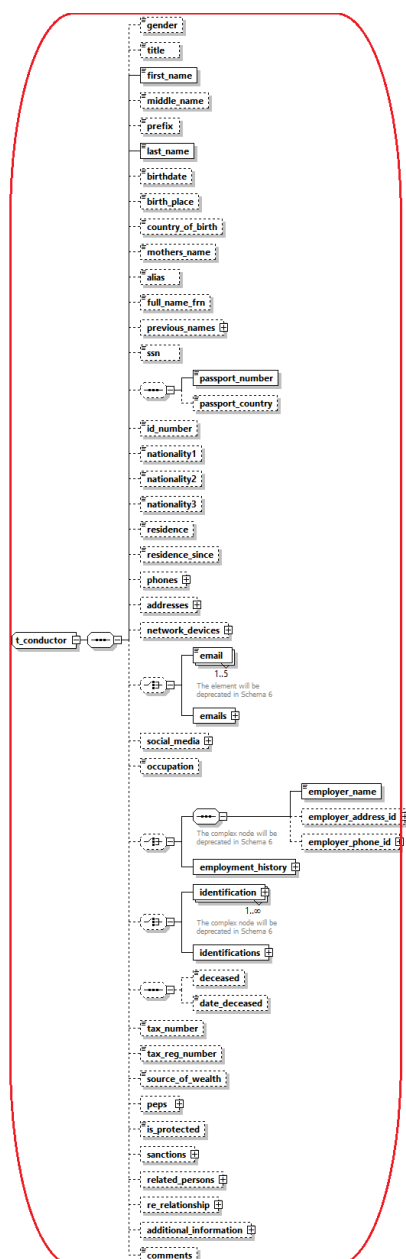 gender
title
first_name
middle_name
prefix
last_name
birthdate
birth_place
country_of_birth
mothers_name
alias
full_name_frn
previous_names
ssn
passport_number
passport_country
id_number
nationality1
nationality2
nationality3
residence
residence_since
phones
addresses
network_devices
t_conductor
email
1..5
The element will be
deprecated in Schema 6
emails
social_media
occupation
employer_name
employer_address_id
employer_phone_id
The complex node will be
deprecated in Schema 6
employment_history
identification
1..∞
The complex node will be
deprecated in Schema 6
identifications
deceased
date_deceased
tax_number
tax_reg_number
source_of_wealth
peps
is_protected
sanctions
related_persons
re_relationship
additional_information
comments